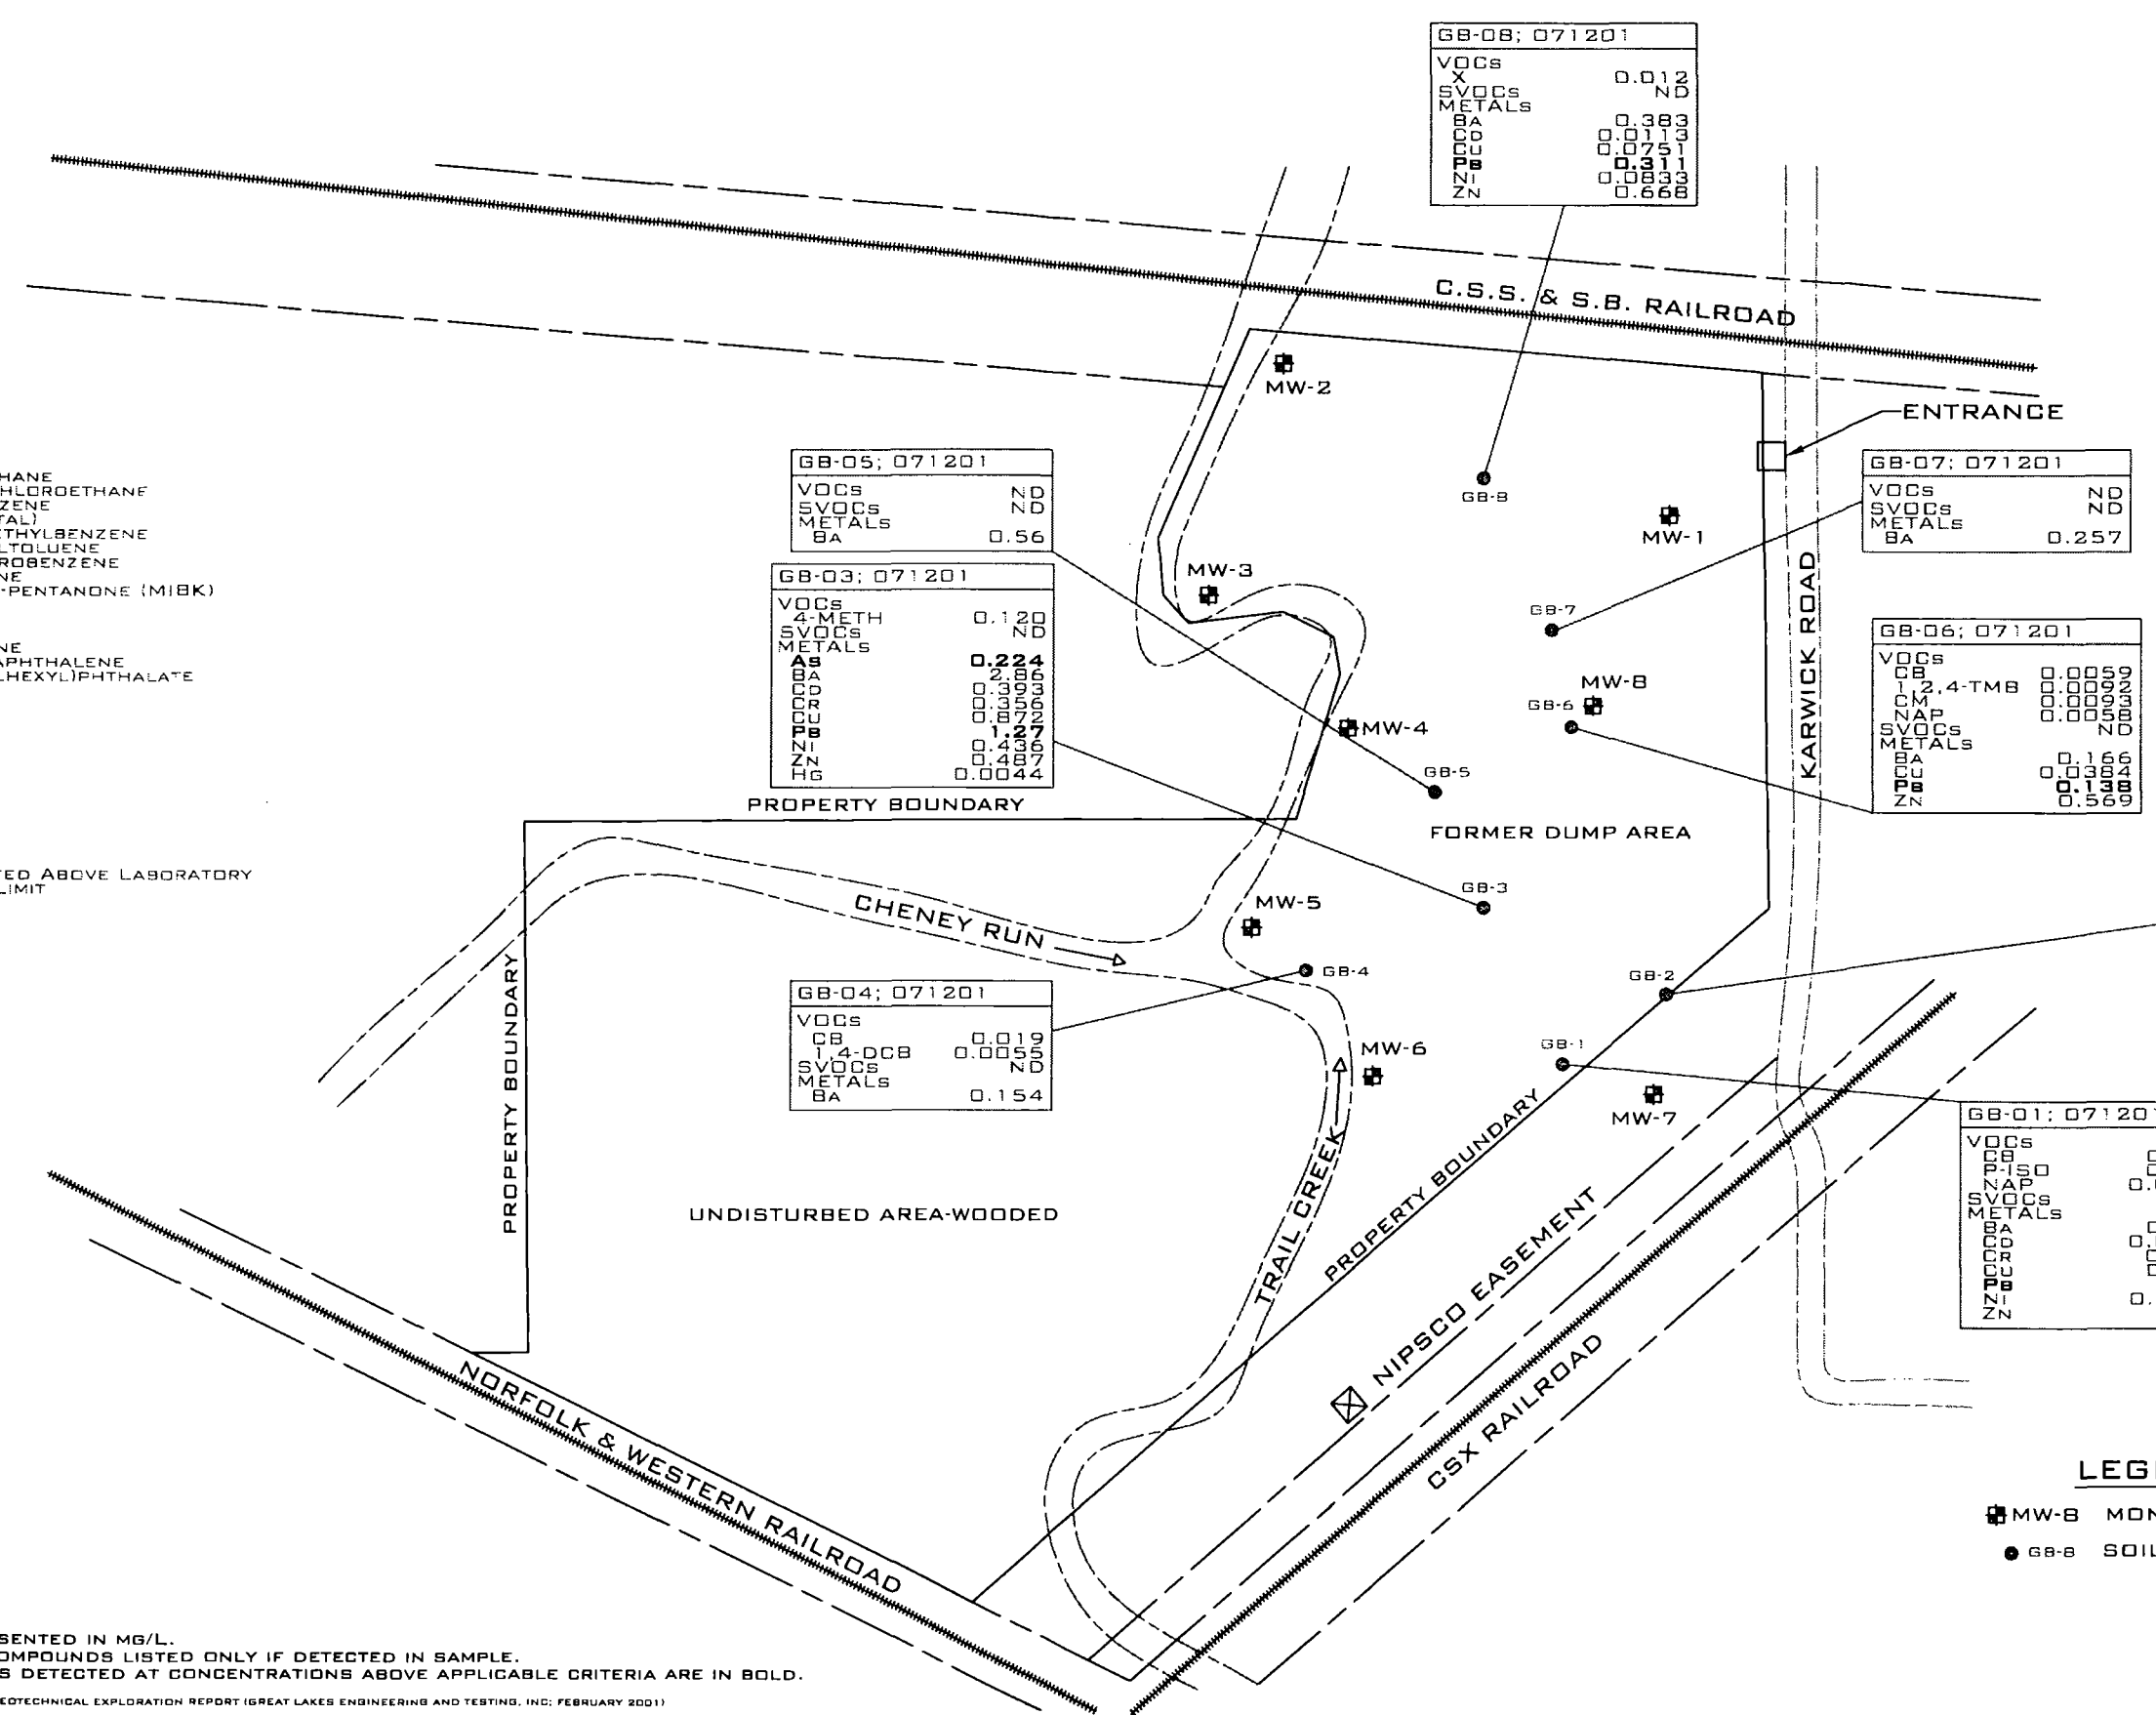 GB-08; 071201
VOCs
X 0.012
SVOCs ND
METALs
BA 0.383
CD 0.0113
CU 0.0751
PB 0.311
NI 0.0833
ZN 0.668
C.S.S. & S.B. RAILROAD
MW-2
ENTRANCE
GB-05; 071201
VOCs ND
SVOCs ND
METALs
BA 0.56
GB-8
MW-1
GB-07; 071201
VOCs ND
SVOCs ND
METALs
BA 0.257
HANE
HLOROETHANE
ZENE
TAL)
ETHYLBENZENE
LTOLUENE
ROBENZENE
NE
-PENTANONE (MIBK)
NE
APHTHALENE
LHEXYL)PHTHALATE
GB-03; 071201
VOCs
4-METH 0.120
SVOCs ND
METALs
AS 0.224
BA 2.86
CD 0.393
CR 0.356
CU 0.872
PB 1.27
NI 0.436
ZN 0.487
HG 0.0044
MW-3
GB-7
KARWICK ROAD
GB-06; 071201
VOCs
CB 0.0059
1,2,4-TMB 0.0092
CM 0.0093
NAP 0.0058
SVOCs ND
METALs
BA 0.166
CU 0.0384
PB 0.138
ZN 0.569
MW-8
GB-6
MW-4
GB-5
PROPERTY BOUNDARY
FORMER DUMP AREA
TED ABOVE LABORATORY
LIMIT
GB-3
CHENEY RUN
MW-5
GB-4
GB-2
PROPERTY BOUNDARY
GB-04; 071201
VOCs
CB 0.019
1,4-DCB 0.0055
SVOCs ND
METALs
BA 0.154
MW-6
GB-1
MW-7
GB-01; 071201
VOCs
CB
P-ISO
NAP
SVOCs
METALs
BA
CD
CR
CU
PB
NI
ZN
UNDISTURBED AREA-WOODED
TRAIL CREEK
PROPERTY BOUNDARY
NIPSCO EASEMENT
CSX RAILROAD
NORFOLK & WESTERN RAILROAD
LEG
MW-8 MON
GB-8 SOIL
SENTED IN MG/L.
OMPOUNDS LISTED ONLY IF DETECTED IN SAMPLE.
S DETECTED AT CONCENTRATIONS ABOVE APPLICABLE CRITERIA ARE IN BOLD.
EOTECHNICAL EXPLORATION REPORT (GREAT LAKES ENGINEERING AND TESTING, INC; FEBRUARY 2001)